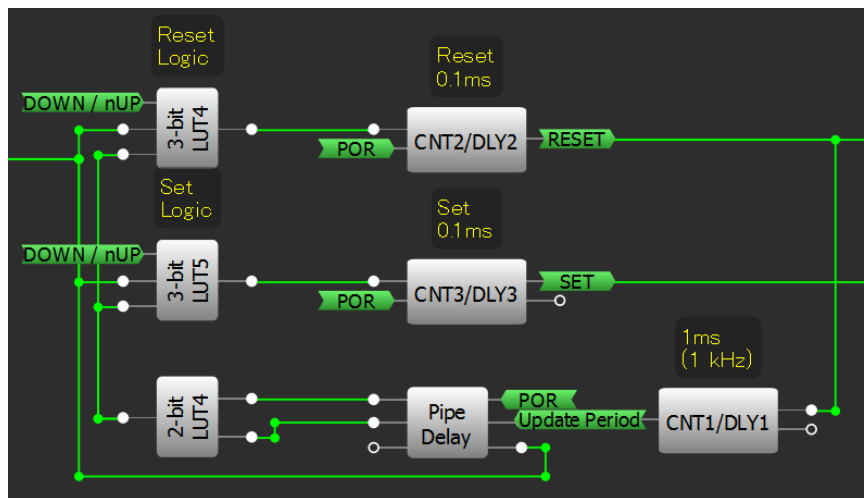 Reset
Logic
Reset
0.1ms
DOWN / nUP
3-bit
LUT4
POR
CNT2/DLY2
RESET
Set
Logic
Set
0.1ms
DOWN / nUP
3-bit
LUT5
POR
CNT3/DLY3
SET
1ms
(1 kHz)
2-bit
LUT4
Pipe
Delay
POR
Update Period
CNT1/DLY1